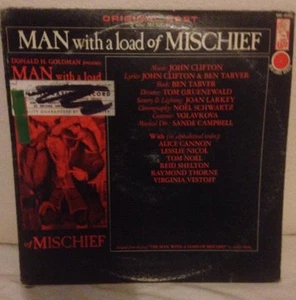 ORIGINAL CAST
MAN with a load of MISCHIEF
DONALD H. GOLDMAN presents
MAN with a load
of MISCHIEF
Music: JOHN CLIFTON
Lyrics: JOHN CLIFTON & BEN TARVER
Book: BEN TARVER
Director: TOM GRUENEWALD
Scenery & Lighting: JOAN LARKEY
Choreography: NOEL SCHWARTZ
Costumes: VOLAVKOVA
Musical Dir.: SANDE CAMPBELL
With (in alphabetical order):
ALICE CANNON
LESSLIE NICOL
TOM NOEL
REID SHELTON
RAYMOND THORNE
VIRGINIA VESTOFF